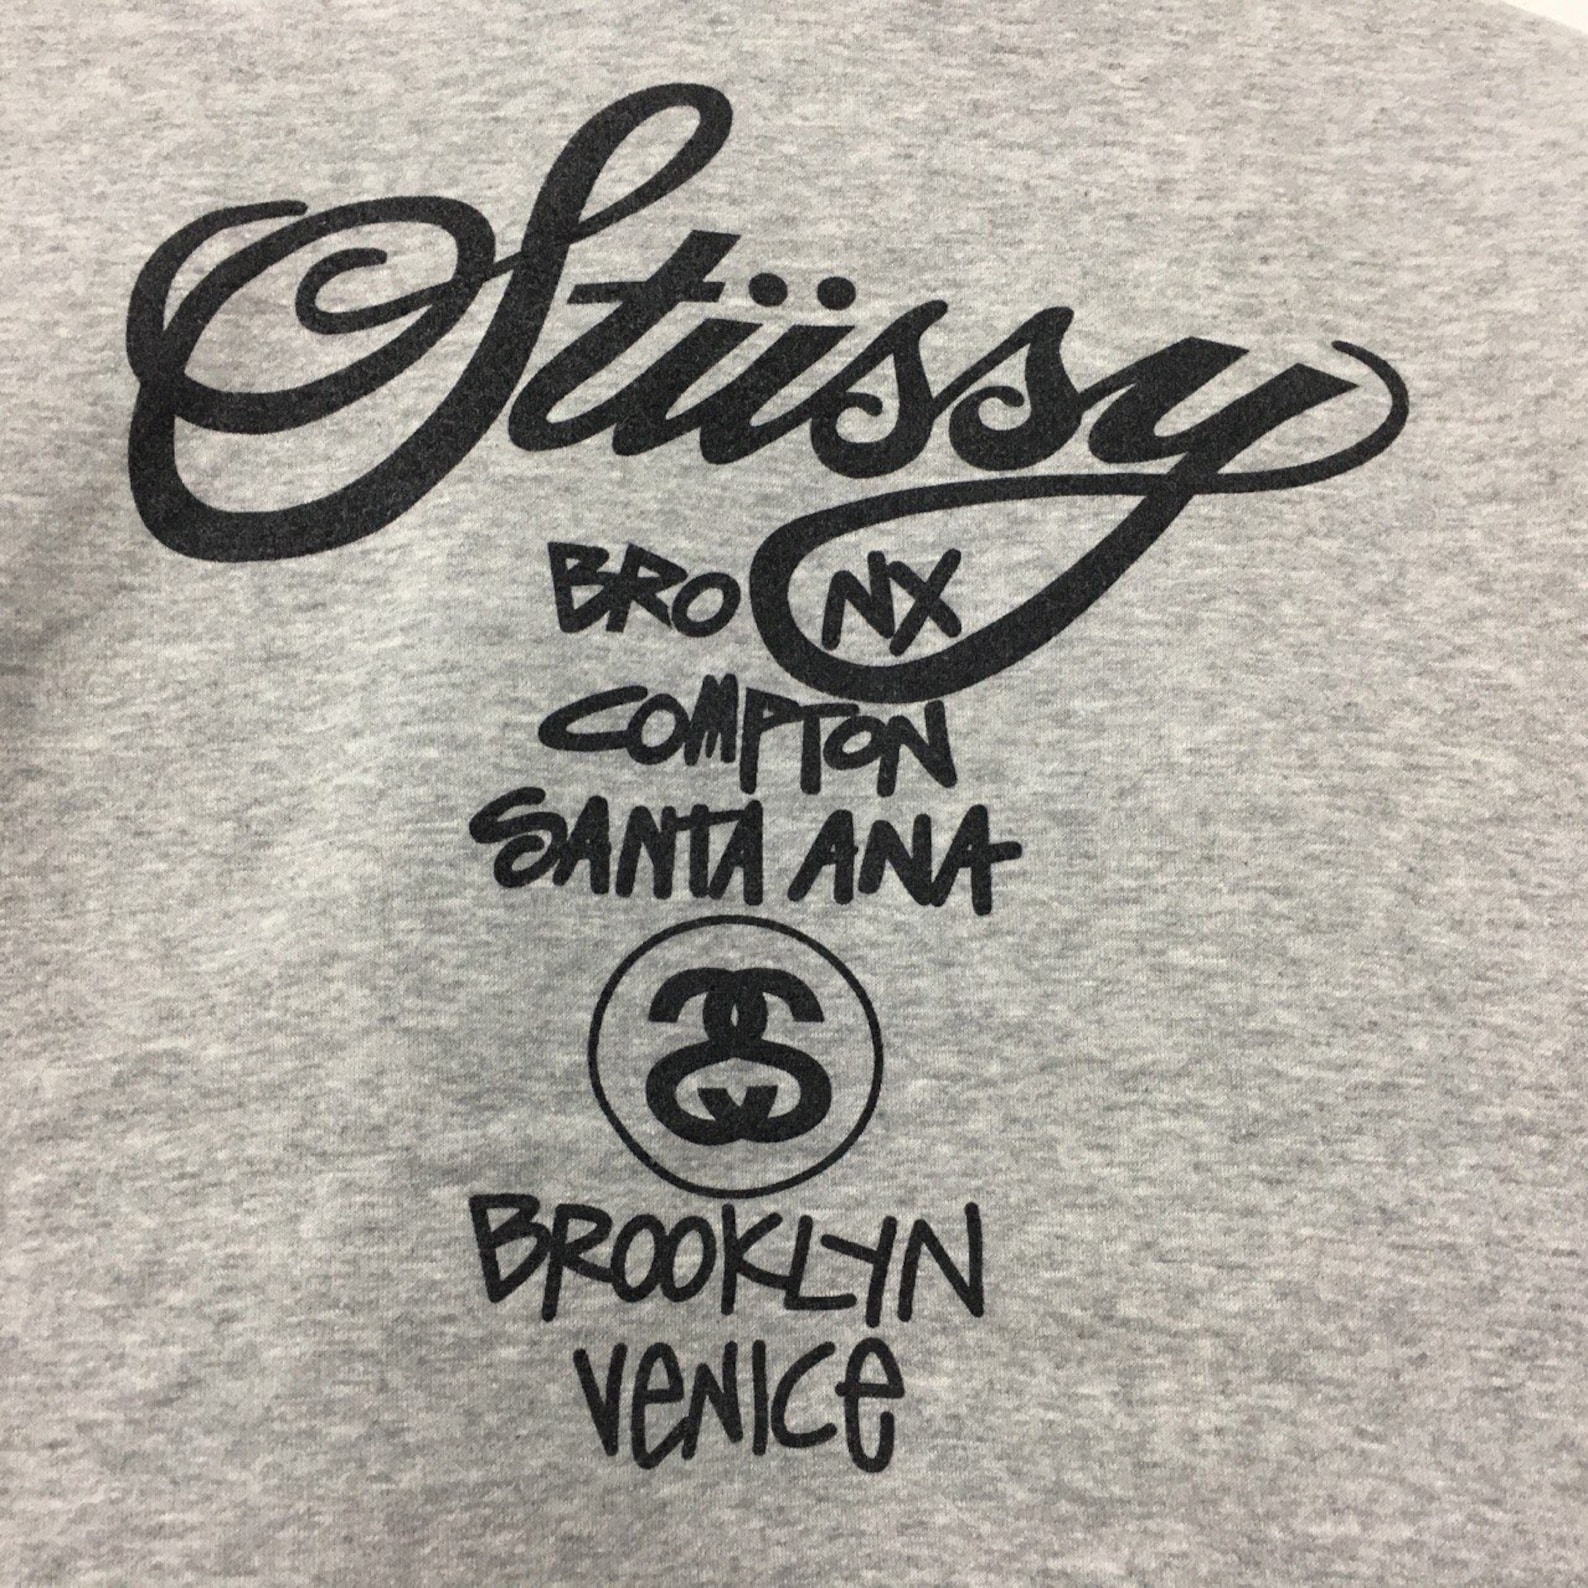 Stüssy
BRONX
COMPTON
SANTA ANA
BROOKLYN
VENICE